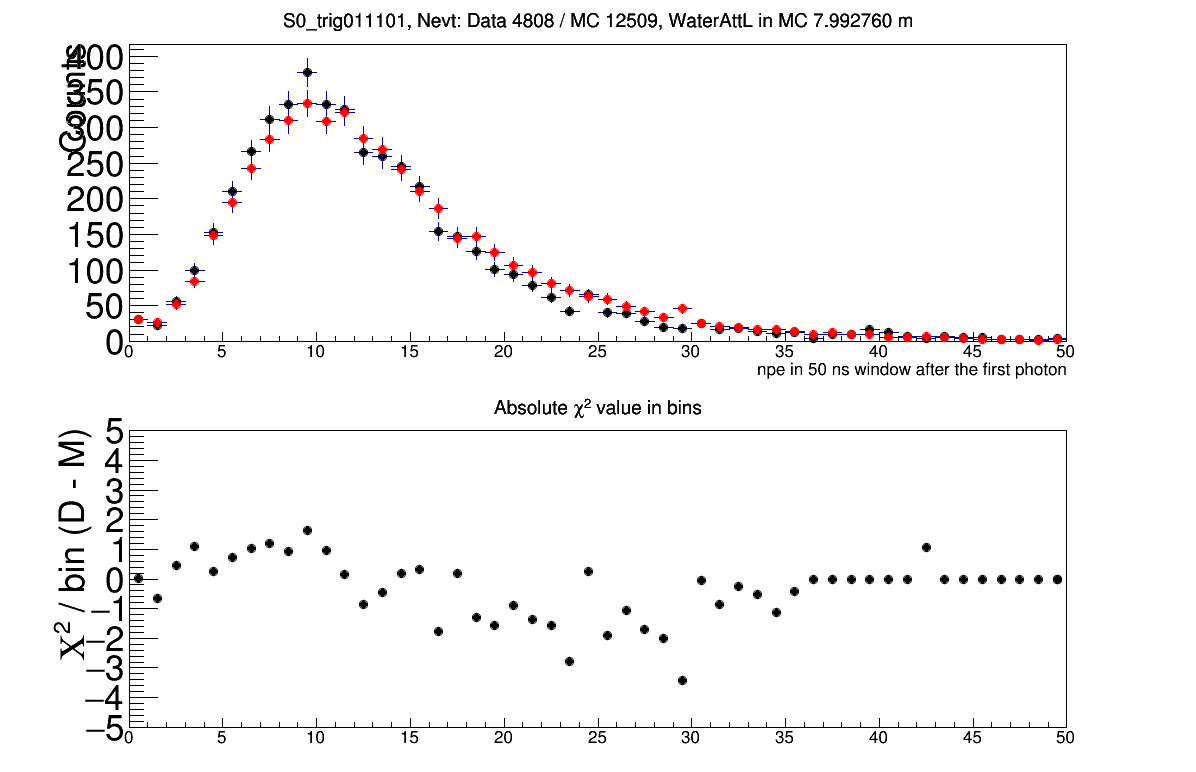 S0_trig011101, Nevt: Data 4808 / MC 12509, WaterAttL in MC 7.992760 m
Counts
400
350
300
250
200
150
100
50
0
0 5 10 15 20 25 30 35 40 45 50
npe in 50 ns window after the first photon
Absolute χ² value in bins
X² / bin (D - M)
5
4
3
2
1
0
−1
−2
−3
−4
−5
0 5 10 15 20 25 30 35 40 45 50